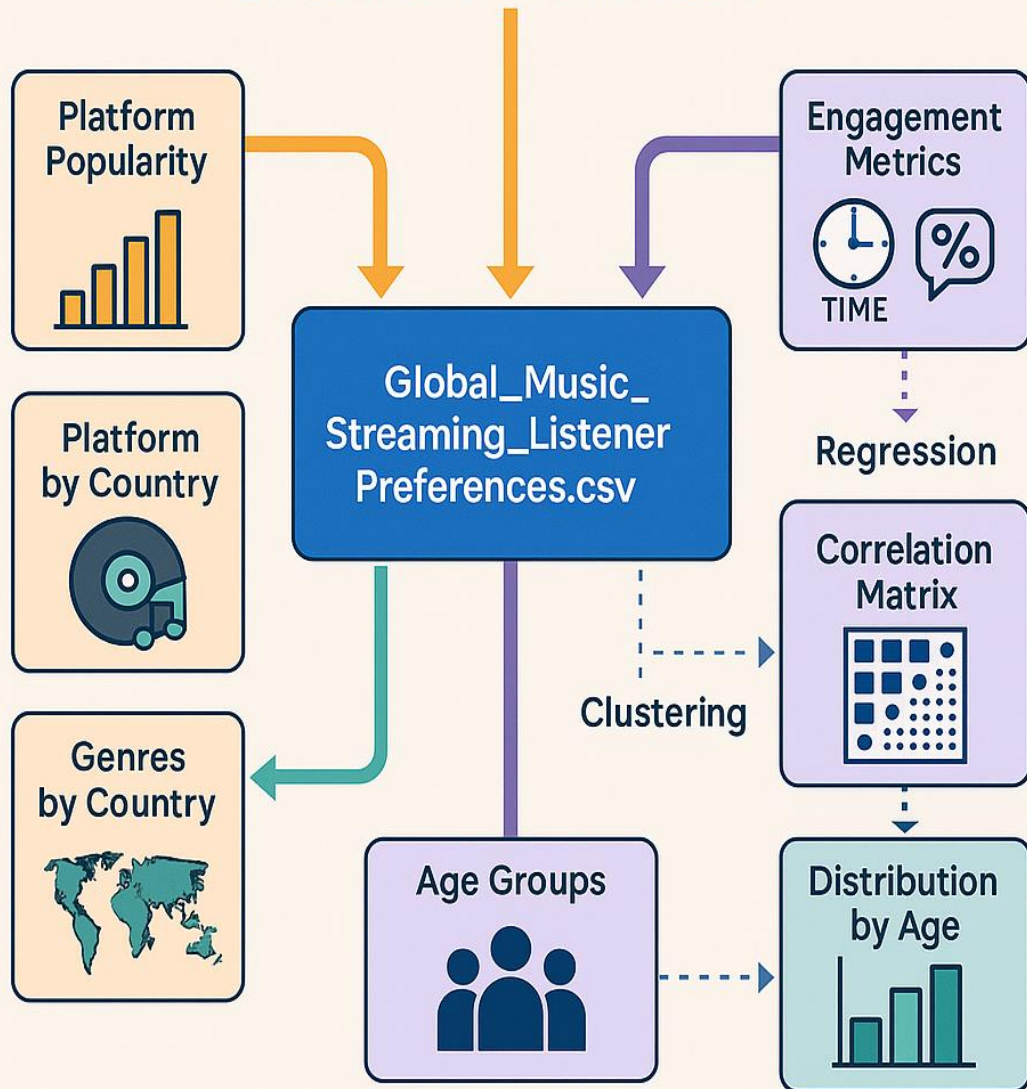 Platform
Popularity
Engagement
Metrics
%
TIME
Global_Music_
Streaming_Listener
Preferences.csv
Platform
by Country
Regression
Correlation
Matrix
Clustering
Genres
by Country
Age Groups
Distribution
by Age